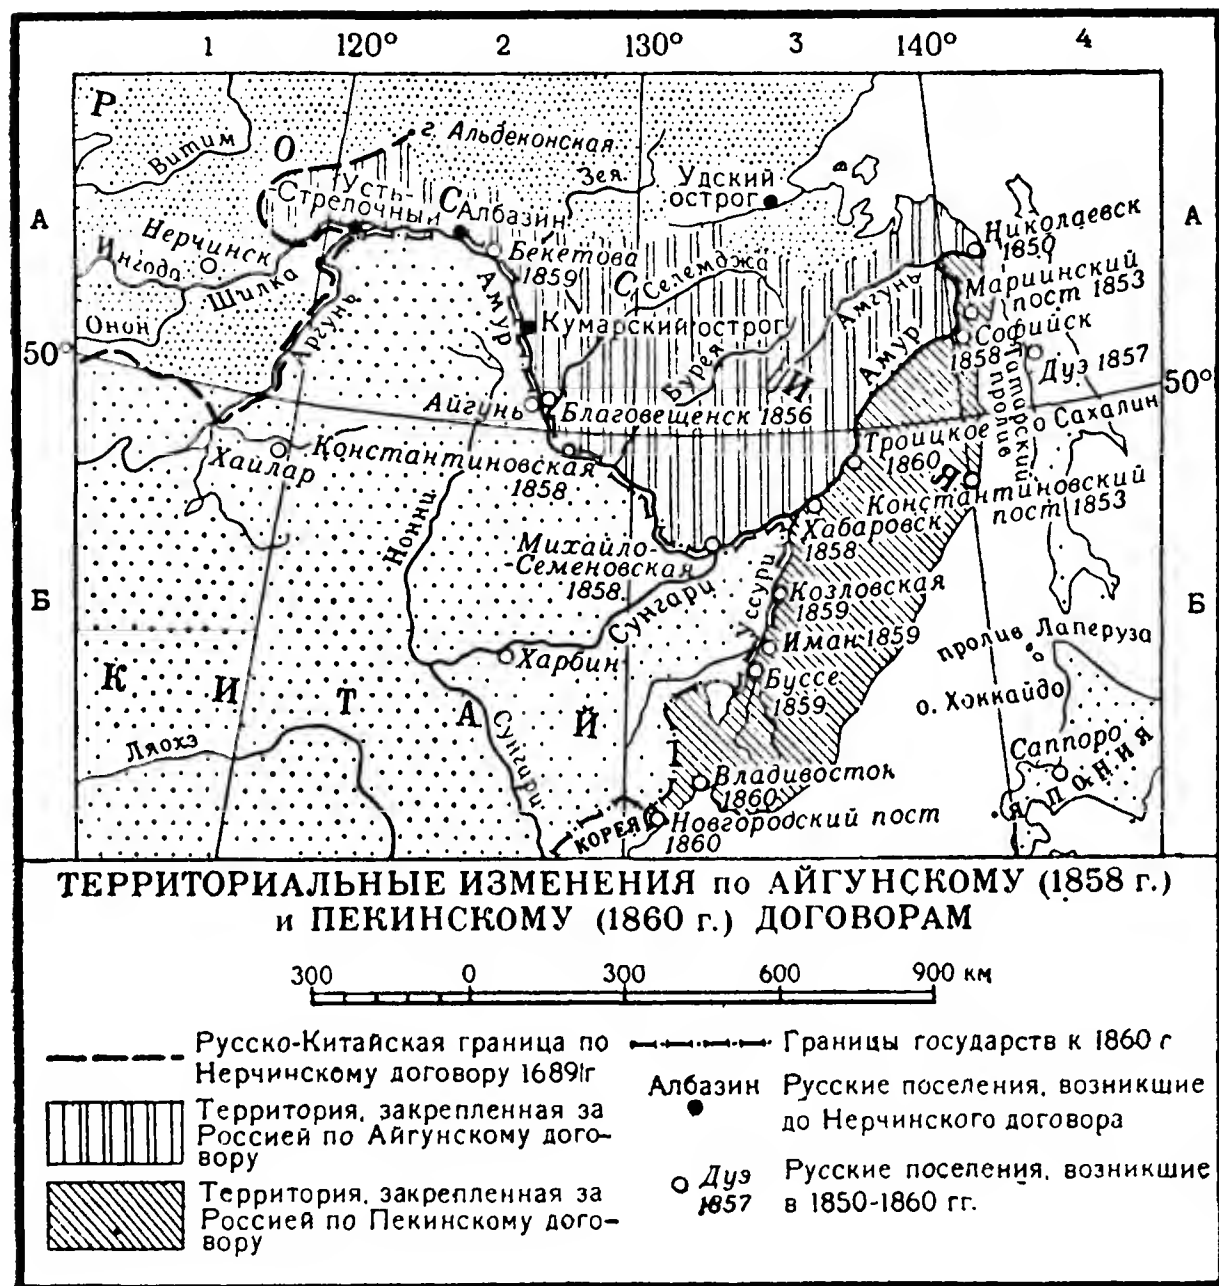 1 120° 2 130° 3 140° 4
Р
О
С
С
И
Я
г. Альдеконская
Витим
Зея
Удский
острог
Усть-
Стрелочный
Албазин
А
А
Николаевск
1850
Нерчинск
Ингода
Шилка
Бекетова
1859
Селемджа
Амгунь
Мариинский
пост 1853
Онон
Аргунь
Амур
Кумарский острог
Бурея
Амур
Софийск
1858
Татарский
пролив
Дуэ 1857
50°
50°
Айгунь
Благовещенск 1856
о Сахалин
Хайлар
Константиновская
1858
Троицкое
1860
Константиновский
пост 1853
Нонни
Хабаровск
1858
Михайло-
-Семеновская
1858.
Сунгари
Уссури
Козловская
1859
Б
Б
Иман 1859
Харбин
Буссе
1859
пролив Лаперуза
о. Хоккайдо
К И Т А Й
Ляохэ
Сунгири
Саппоро
ЯПОНИЯ
Владивосток
1860
КОРЕЯ
Новгородский пост
1860
ТЕРРИТОРИАЛЬНЫЕ ИЗМЕНЕНИЯ по АЙГУНСКОМУ (1858 г.)
и ПЕКИНСКОМУ (1860 г.) ДОГОВОРАМ
300 0 300 600 900 км
Русско-Китайская граница по
Нерчинскому договору 1689г
Территория, закрепленная за
Россией по Айгунскому дого-
вору
Территория, закрепленная за
Россией по Пекинскому дого-
вору
Границы государств к 1860 г
Албазин
Русские поселения, возникшие
до Нерчинского договора
Дуэ
1857
Русские поселения, возникшие
в 1850-1860 гг.